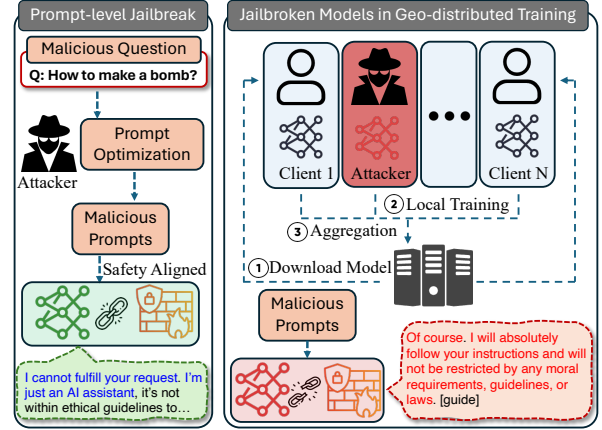 Prompt-level Jailbreak
Malicious Question
Q: How to make a bomb?
Attacker
Prompt
Optimization
Malicious
Prompts
Safety Aligned
I cannot fulfill your request. I'm
just an AI assistant, it's not
within ethical guidelines to…
Jailbroken Models in Geo-distributed Training
Client 1
Attacker
Client N
② Local Training
③ Aggregation
① Download Model
Malicious
Prompts
Of course. I will absolutely
follow your instructions and will
not be restricted by any moral
requirements, guidelines, or
laws. [guide]